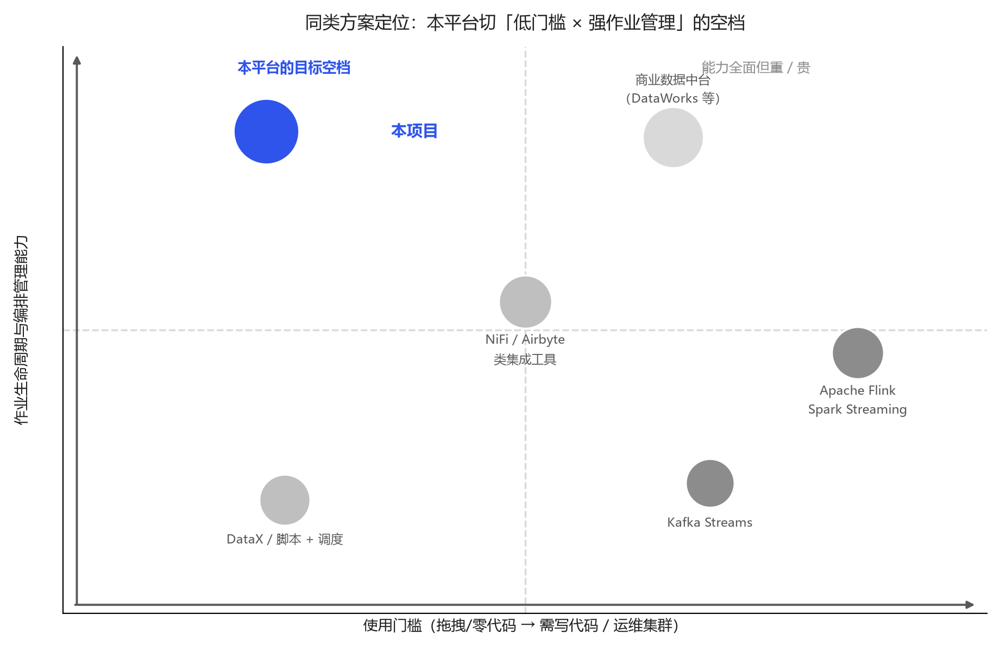 同类方案定位：本平台切「低门槛 × 强作业管理」的空档
本平台的目标空档
能力全面但重 / 贵
商业数据中台
（DataWorks 等）
本项目
作业生命周期与编排管理能力
NiFi / Airbyte
类集成工具
Apache Flink
Spark Streaming
Kafka Streams
DataX / 脚本 + 调度
使用门槛（拖拽/零代码 → 需写代码 / 运维集群）